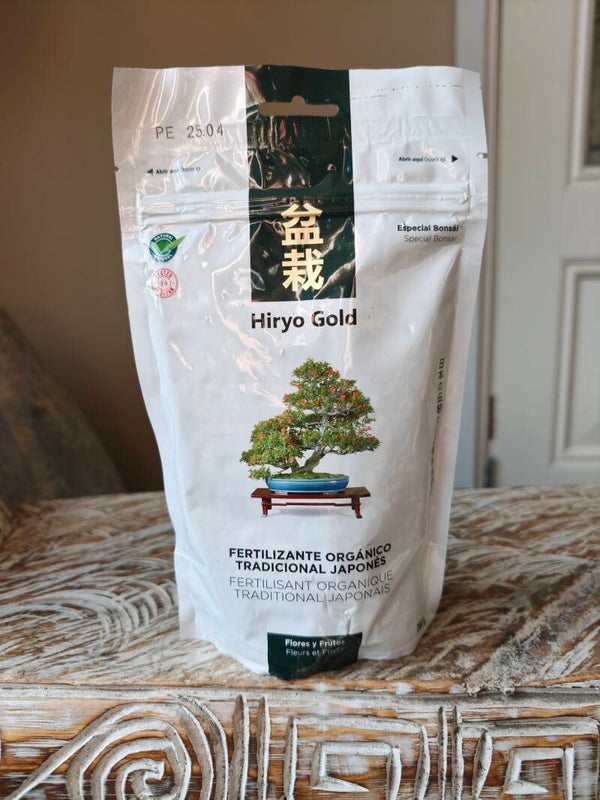 PE 25.04
Abrir aquí Ouvrir ici
Abrir aquí Ouvrir ici
盆栽
Especial Bonsái
Special Bonsaï
NATURAL
Hiryo Gold
FERTILIZANTE ORGÁNICO
TRADICIONAL JAPONÉS
FERTILISANT ORGANIQUE
TRADITIONAL JAPONAIS
Flores y Frutos
Fleurs et Fruits